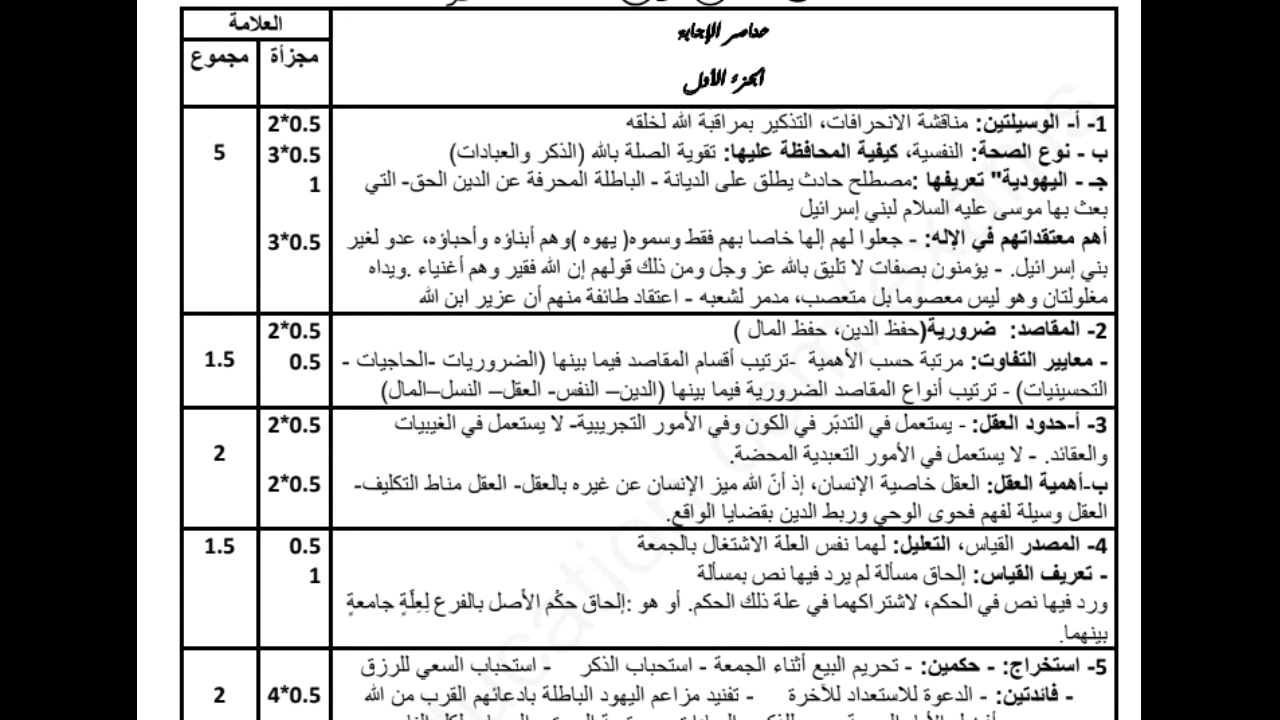 العلامة
عناصر الإجابة
مجموع
مجزأة
الجزء الأول
2*0.5
1- أ- الوسيلتين: مناقشة الانحرافات، التذكير بمراقبة الله لخلقه
5
3*0.5
ب - نوع الصحة: النفسية، كيفية المحافظة عليها: تقوية الصلة بالله (الذكر والعبادات)
1
جـ - اليهودية" تعريفها :مصطلح حادث يطلق على الديانة - الباطلة المحرفة عن الدين الحق- التي
بعث بها موسى عليه السلام لبني إسرائيل
3*0.5
أهم معتقداتهم في الإله: - جعلوا لهم إلها خاصا بهم فقط وسموه( يهوه )وهم أبناؤه وأحباؤه، عدو لغير
بني إسرائيل. - يؤمنون بصفات لا تليق بالله عز وجل ومن ذلك قولهم إن الله فقير وهم أغنياء .ويداه
مغلولتان وهو ليس معصوما بل متعصب، مدمر لشعبه - اعتقاد طائفة منهم أن عزير ابن الله
2*0.5
2- المقاصد: ضرورية(حفظ الدين، حفظ المال )
1.5
0.5
- معايير التفاوت: مرتبة حسب الأهمية -ترتيب أقسام المقاصد فيما بينها (الضروريات -الحاجيات -
التحسينيات) - ترتيب أنواع المقاصد الضرورية فيما بينها (الدين– النفس- العقل– النسل–المال)
2*0.5
3- أ-حدود العقل: - يستعمل في التدبّر في الكون وفي الأمور التجريبية- لا يستعمل في الغيبيات
2
والعقائد. - لا يستعمل في الأمور التعبدية المحضة.
2*0.5
ب-أهمية العقل: العقل خاصية الإنسان، إذ أنّ الله ميز الإنسان عن غيره بالعقل- العقل مناط التكليف-
العقل وسيلة لفهم فحوى الوحي وربط الدين بقضايا الواقع.
1.5
0.5
4- المصدر القياس، التعليل: لهما نفس العلة الاشتغال بالجمعة
1
- تعريف القياس: إلحاق مسألة لم يرد فيها نص بمسألة
ورد فيها نص في الحكم، لاشتراكهما في علة ذلك الحكم. أو هو :إلحاق حكْم الأصل بالفرع لِعلّةٍ جامعةٍ
بينهما.
5- استخراج: - حكمين: - تحريم البيع أثناء الجمعة - استحباب الذكر - استحباب السعي للرزق
2
4*0.5
- فائدتين: - الدعوة للاستعداد للآخرة - تفنيد مزاعم اليهود الباطلة بادعائهم القرب من الله